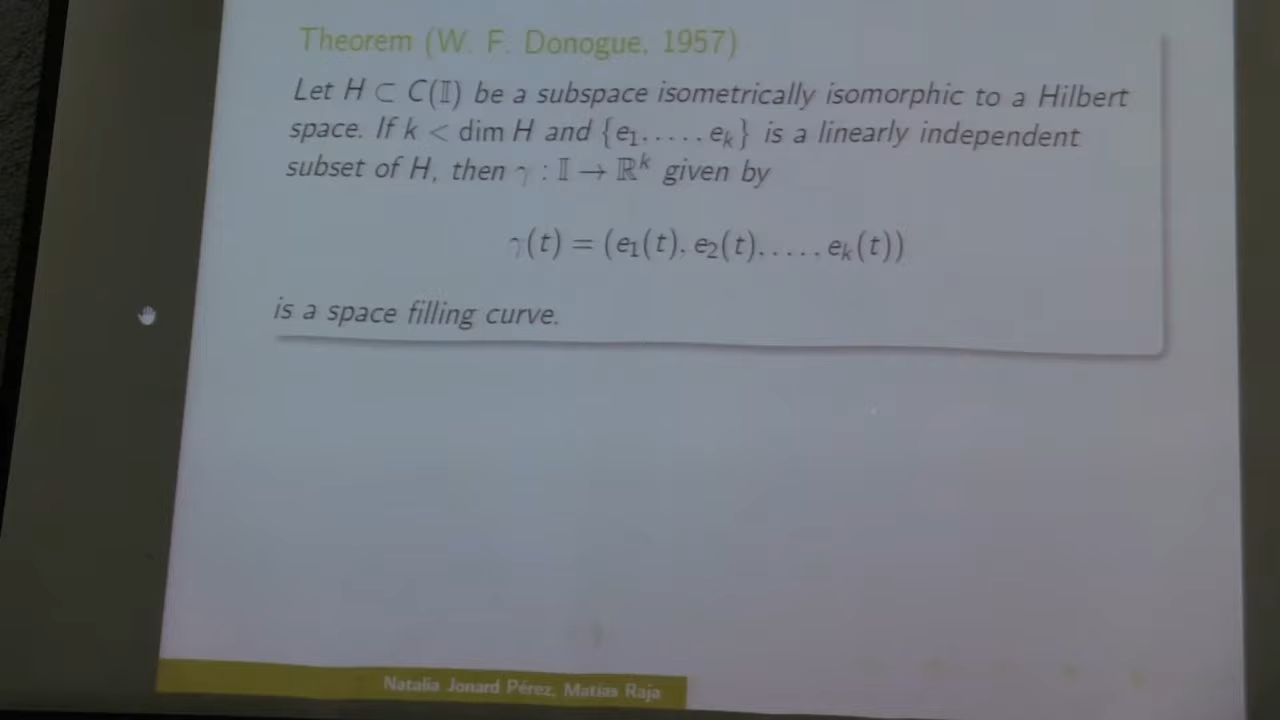 Theorem (W. F. Donogue, 1957)
Let H ⊂ C(𝕀) be a subspace isometrically isomorphic to a Hilbert
space. If k < dim H and {e₁, . . . , eₖ} is a linearly independent
subset of H, then γ : 𝕀 → ℝᵏ given by
γ(t) = (e₁(t), e₂(t), . . . , eₖ(t))
is a space filling curve.
Natalia Jonard Pérez, Matías Raja